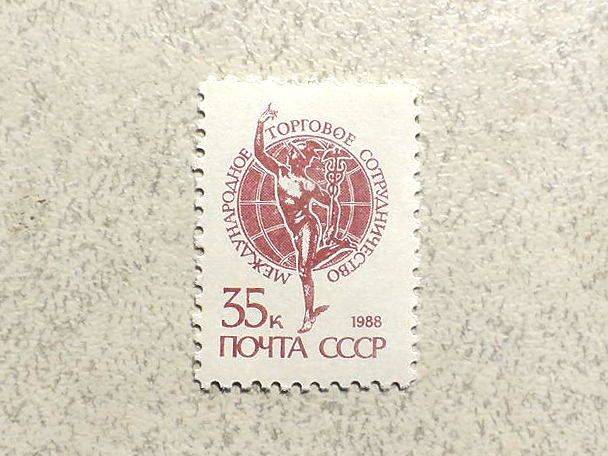 МЕЖДУНАРОДНОЕ ТОРГОВОЕ СОТРУДНИЧЕСТВО
35к
1988
ПОЧТА СССР